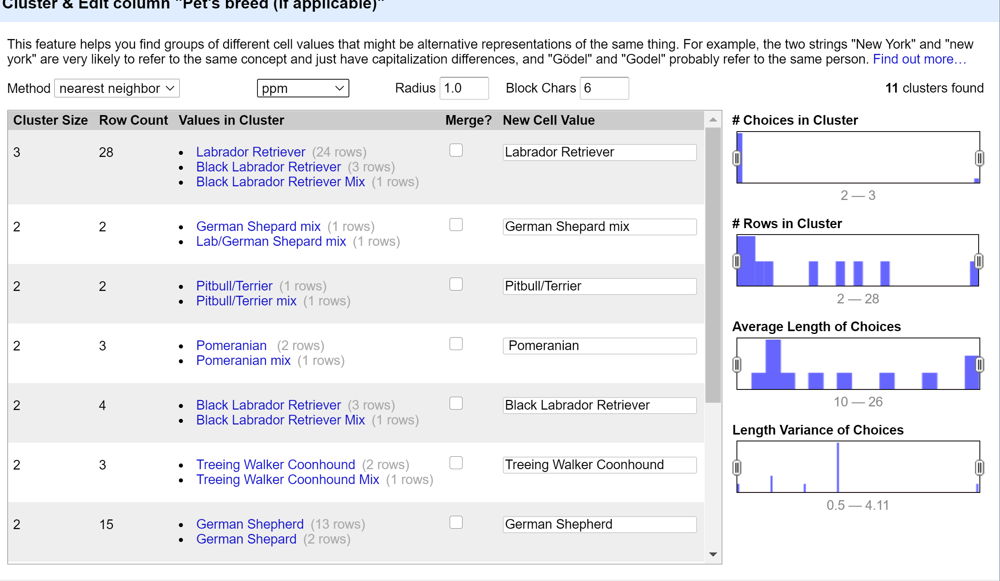 Cluster & Edit column "Pet's breed (if applicable)"
This feature helps you find groups of different cell values that might be alternative representations of the same thing. For example, the two strings "New York" and "new
york" are very likely to refer to the same concept and just have capitalization differences, and "Gödel" and "Godel" probably refer to the same person. Find out more…
Method nearest neighbor ppm Radius 1.0 Block Chars 6 11 clusters found
Cluster Size Row Count Values in Cluster Merge? New Cell Value
3 28 • Labrador Retriever (24 rows) Labrador Retriever
• Black Labrador Retriever (3 rows)
• Black Labrador Retriever Mix (1 rows)
2 2 • German Shepard mix (1 rows) German Shepard mix
• Lab/German Shepard mix (1 rows)
2 2 • Pitbull/Terrier (1 rows) Pitbull/Terrier
• Pitbull/Terrier mix (1 rows)
2 3 • Pomeranian (2 rows) Pomeranian
• Pomeranian mix (1 rows)
2 4 • Black Labrador Retriever (3 rows) Black Labrador Retriever
• Black Labrador Retriever Mix (1 rows)
2 3 • Treeing Walker Coonhound (2 rows) Treeing Walker Coonhound
• Treeing Walker Coonhound Mix (1 rows)
2 15 • German Shepherd (13 rows) German Shepherd
• German Shepard (2 rows)
# Choices in Cluster
2 — 3
# Rows in Cluster
2 — 28
Average Length of Choices
10 — 26
Length Variance of Choices
0.5 — 4.11